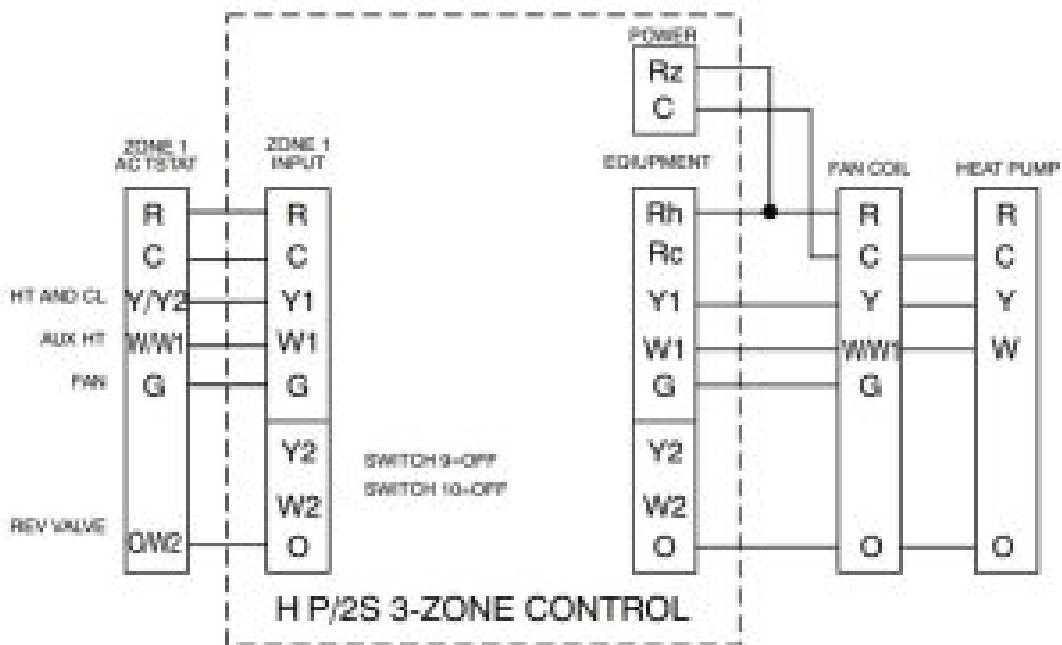 POWER
Rz
C
ZONE 1
AC TSTAT
ZONE 1
INPUT
EQIUPMENT
FAN COIL
HEAT PUMP
R
R
Rh
R
R
C
C
Rc
C
C
HT AND CL
Y/Y2
Y1
Y1
Y
Y
AUX HT
W/W1
W1
W1
W/W1
W
FAN
G
G
G
G
Y2
Y2
SWITCH 9-OFF
SWITCH 10-OFF
W2
W2
REV VALVE
O/W2
O
O
O
O
H P/2S 3-ZONE CONTROL